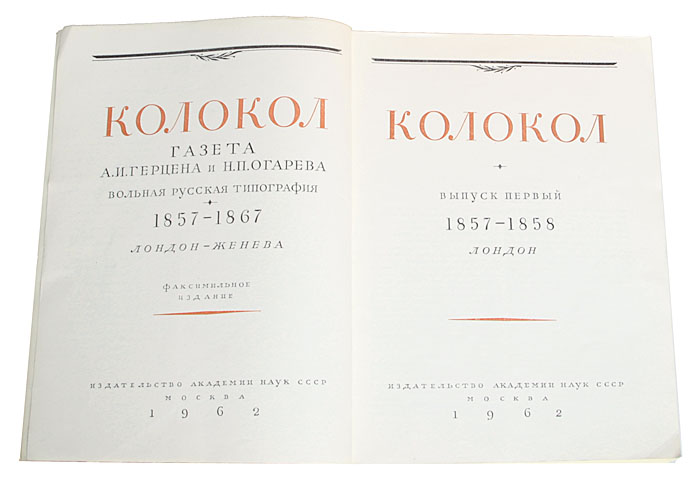 КОЛОКОЛ
ГАЗЕТА
А.И.ГЕРЦЕНА и Н.П.ОГАРЕВА
ВОЛЬНАЯ РУССКАЯ ТИПОГРАФИЯ
1857–1867
ЛОНДОН–ЖЕНЕВА
ФАКСИМИЛЬНОЕ
ИЗДАНИЕ
ИЗДАТЕЛЬСТВО АКАДЕМИИ НАУК СССР
МОСКВА
1962
КОЛОКОЛ
ВЫПУСК ПЕРВЫЙ
1857–1858
ЛОНДОН
ИЗДАТЕЛЬСТВО АКАДЕМИИ НАУК СССР
МОСКВА
1962